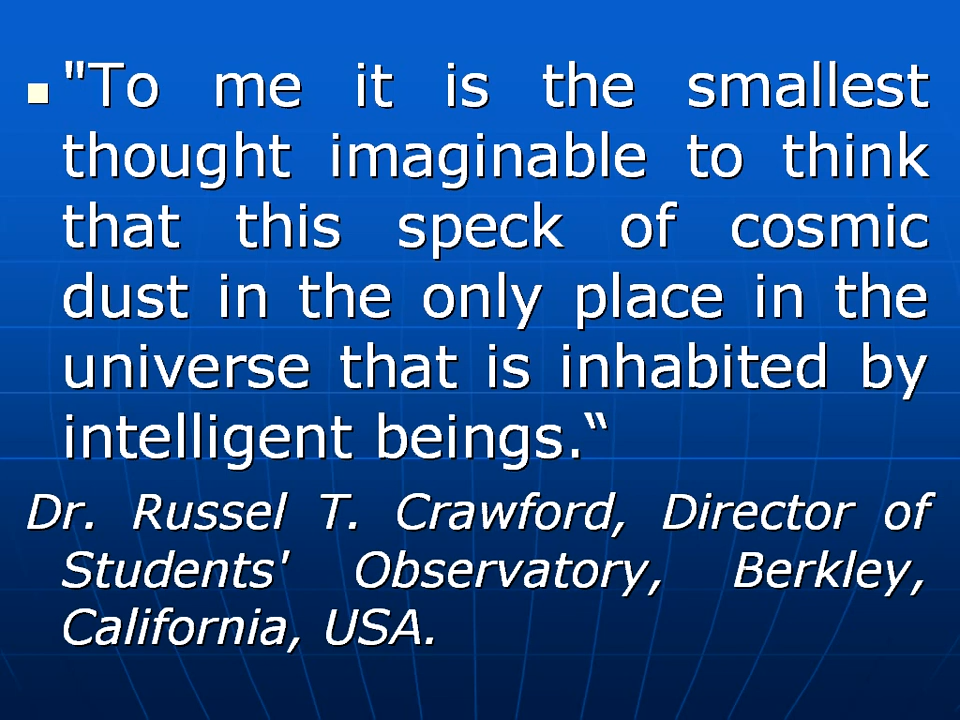 "To me it is the smallest
thought imaginable to think
that this speck of cosmic
dust in the only place in the
universe that is inhabited by
intelligent beings.“
Dr. Russel T. Crawford, Director of
Students' Observatory, Berkley,
California, USA.